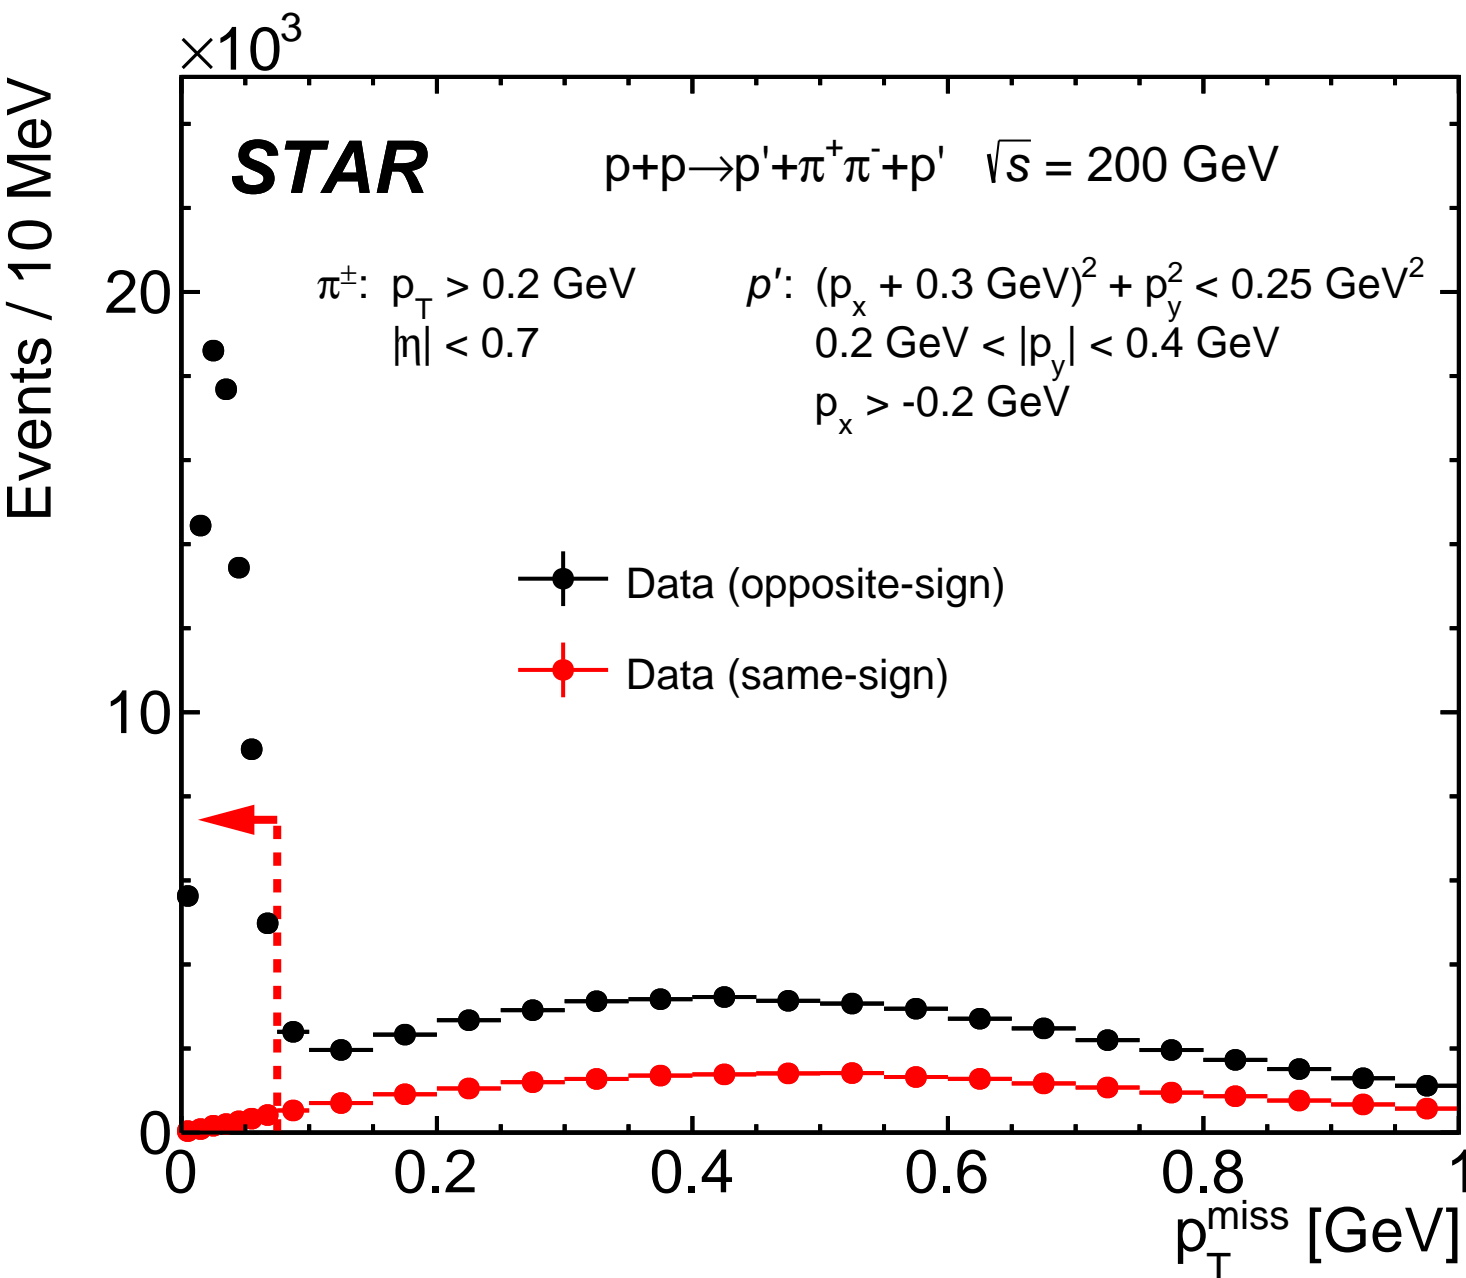 ×10³
Events / 10 MeV
STAR
p+p→p'+π⁺π⁻+p' √s = 200 GeV
π±: p_T > 0.2 GeV
|η| < 0.7
p′: (p_x + 0.3 GeV)² + p_y² < 0.25 GeV²
0.2 GeV < |p_y| < 0.4 GeV
p_x > -0.2 GeV
Data (opposite-sign)
Data (same-sign)
20
10
0
0 0.2 0.4 0.6 0.8 1
p_T^miss [GeV]